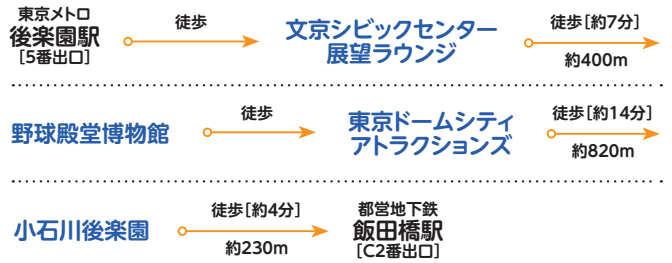 東京メトロ
後楽園駅
[5番出口]
徒歩
文京シビックセンター
展望ラウンジ
徒歩[約7分]
約400m
野球殿堂博物館
徒歩
東京ドームシティ
アトラクションズ
徒歩[約14分]
約820m
小石川後楽園
徒歩[約4分]
約230m
都営地下鉄
飯田橋駅
[C2番出口]